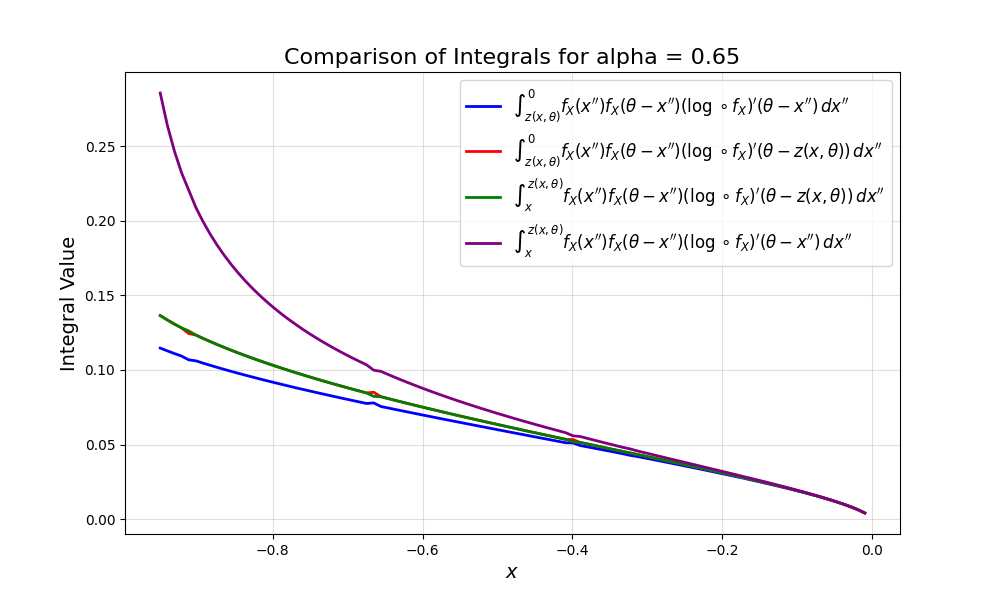 Comparison of Integrals for alpha = 0.65
∫_{z(x,θ)}^{0} f_X(x″)f_X(θ − x″)(log ∘ f_X)′(θ − x″) dx″
∫_{z(x,θ)}^{0} f_X(x″)f_X(θ − x″)(log ∘ f_X)′(θ − z(x, θ)) dx″
∫_{x}^{z(x,θ)} f_X(x″)f_X(θ − x″)(log ∘ f_X)′(θ − z(x, θ)) dx″
∫_{x}^{z(x,θ)} f_X(x″)f_X(θ − x″)(log ∘ f_X)′(θ − x″) dx″
Integral Value
0.25
0.20
0.15
0.10
0.05
0.00
−0.8 −0.6 −0.4 −0.2 0.0
x